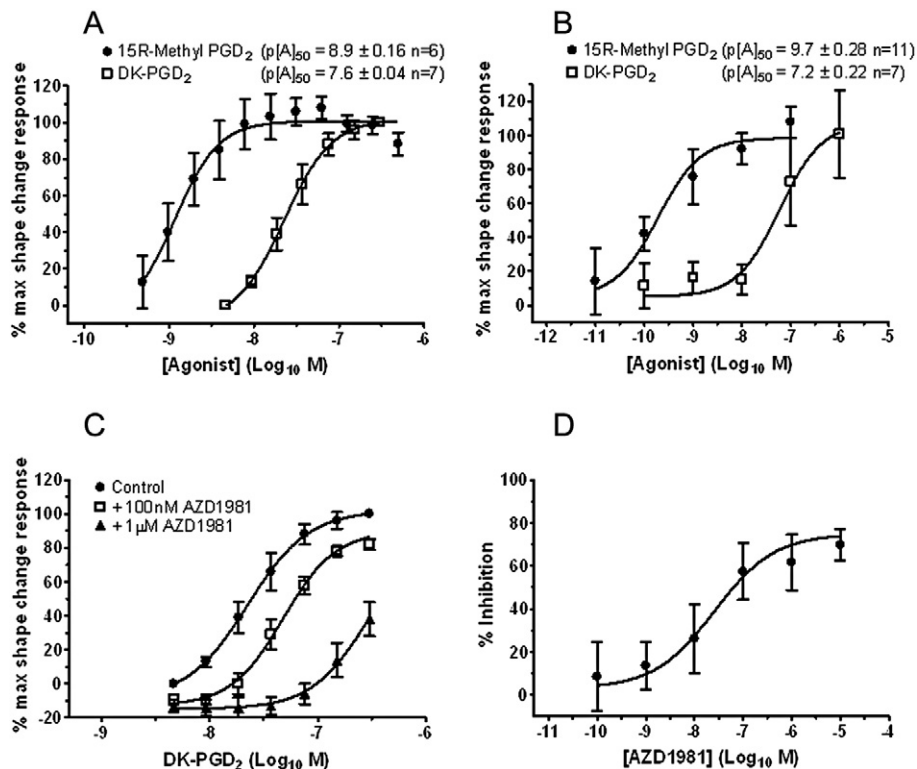 A
15R-Methyl PGD₂ (p[A]₅₀ = 8.9 ± 0.16 n=6)
DK-PGD₂ (p[A]₅₀ = 7.6 ± 0.04 n=7)
% max shape change response
120
100
80
60
40
20
0
-10 -9 -8 -7 -6
[Agonist] (Log₁₀ M)
B
15R-Methyl PGD₂ (p[A]₅₀ = 9.7 ± 0.28 n=11)
DK-PGD₂ (p[A]₅₀ = 7.2 ± 0.22 n=7)
% max shape change response
120
100
80
60
40
20
0
-12 -11 -10 -9 -8 -7 -6 -5
[Agonist] (Log₁₀ M)
C
Control
+100nM AZD1981
+1µM AZD1981
% max shape change response
120
100
80
60
40
20
0
-20
-9 -8 -7 -6
DK-PGD₂ (Log₁₀ M)
D
% Inhibition
100
80
60
40
20
0
-11 -10 -9 -8 -7 -6 -5 -4
[AZD1981] (Log₁₀ M)